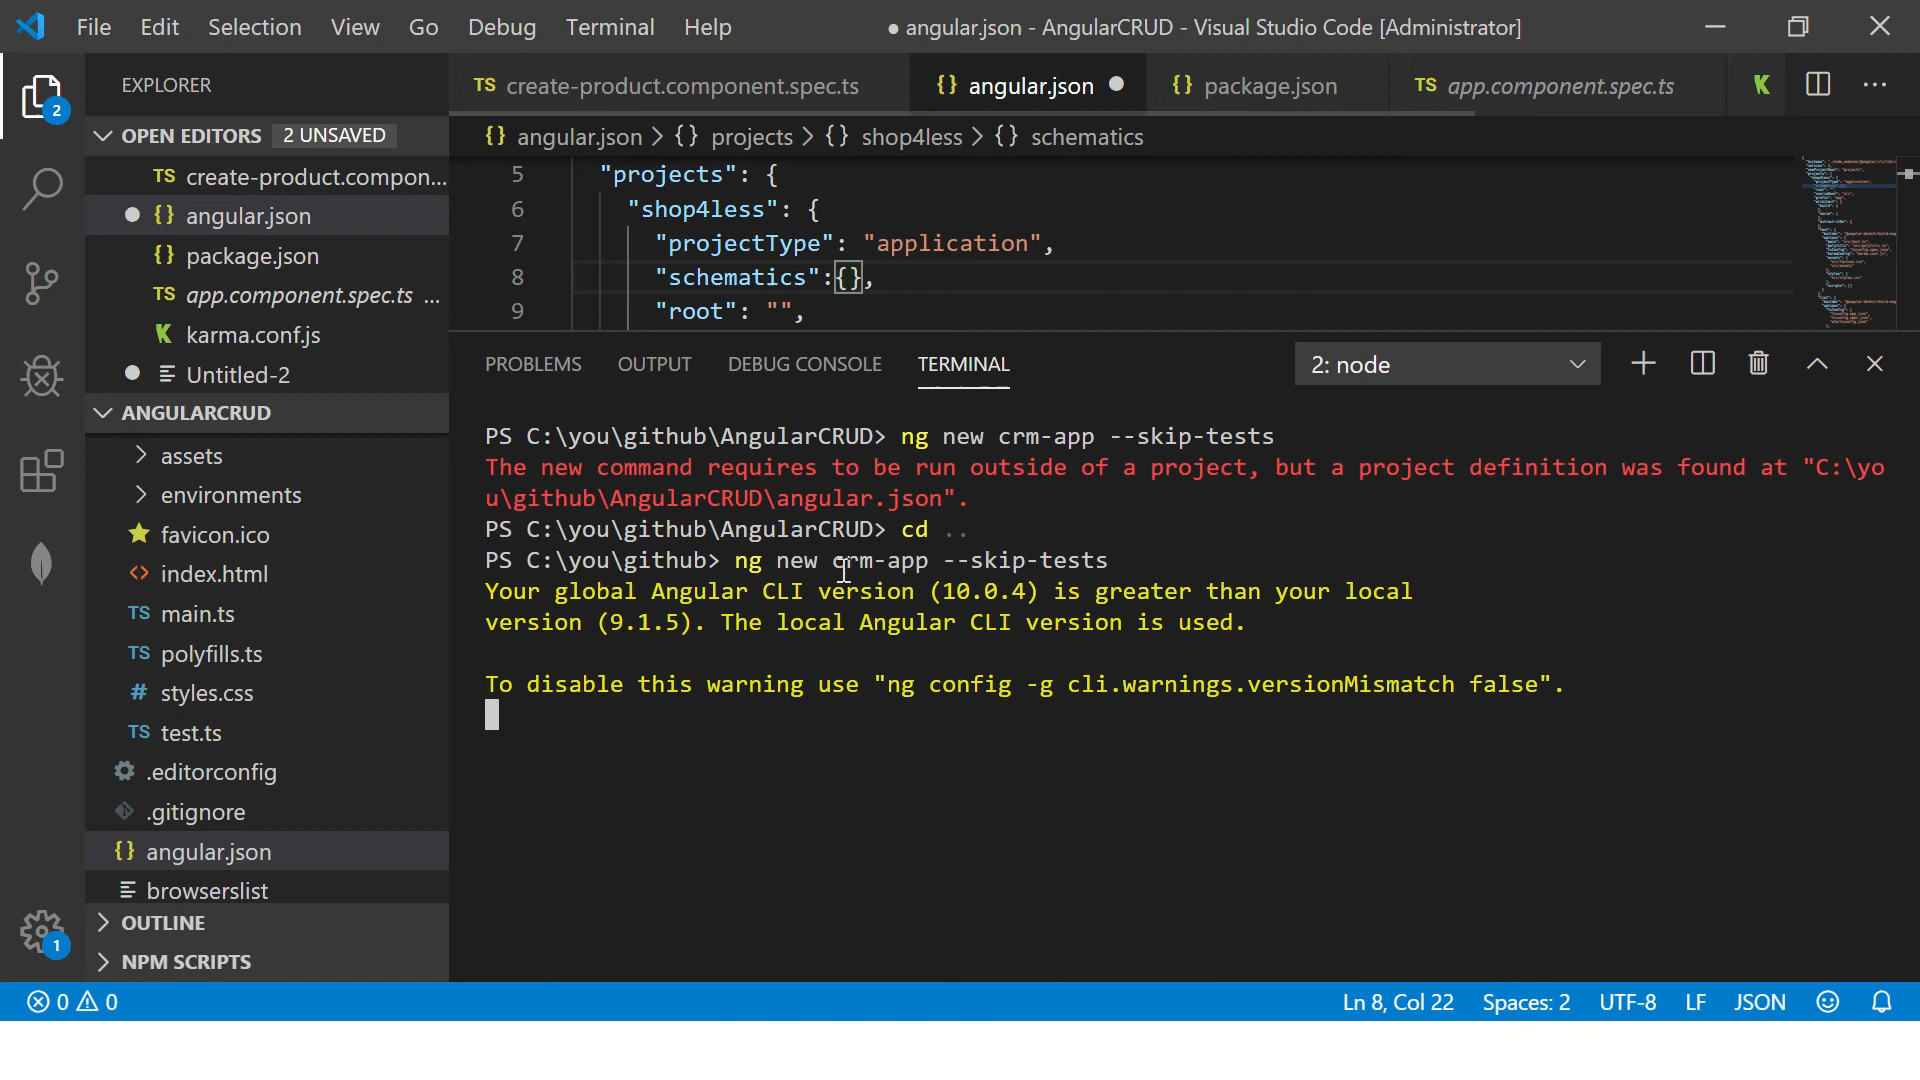 File Edit Selection View Go Debug Terminal Help
● angular.json - AngularCRUD - Visual Studio Code [Administrator]
EXPLORER
TS create-product.component.spec.ts
{} angular.json
{} package.json
TS app.component.spec.ts
OPEN EDITORS 2 UNSAVED
TS create-product.compon...
{} angular.json
{} package.json
TS app.component.spec.ts ...
karma.conf.js
Untitled-2
ANGULARCRUD
assets
environments
favicon.ico
index.html
TS main.ts
TS polyfills.ts
# styles.css
TS test.ts
.editorconfig
.gitignore
{} angular.json
browserslist
OUTLINE
NPM SCRIPTS
2
1
{} angular.json > {} projects > {} shop4less > {} schematics
5 "projects": {
6 "shop4less": {
7 "projectType": "application",
8 "schematics":{},
9 "root": "",
PROBLEMS OUTPUT DEBUG CONSOLE TERMINAL
2: node
PS C:\you\github\AngularCRUD> ng new crm-app --skip-tests
The new command requires to be run outside of a project, but a project definition was found at "C:\yo
u\github\AngularCRUD\angular.json".
PS C:\you\github\AngularCRUD> cd ..
PS C:\you\github> ng new crm-app --skip-tests
Your global Angular CLI version (10.0.4) is greater than your local
version (9.1.5). The local Angular CLI version is used.
To disable this warning use "ng config -g cli.warnings.versionMismatch false".
0 0
Ln 8, Col 22 Spaces: 2 UTF-8 LF JSON